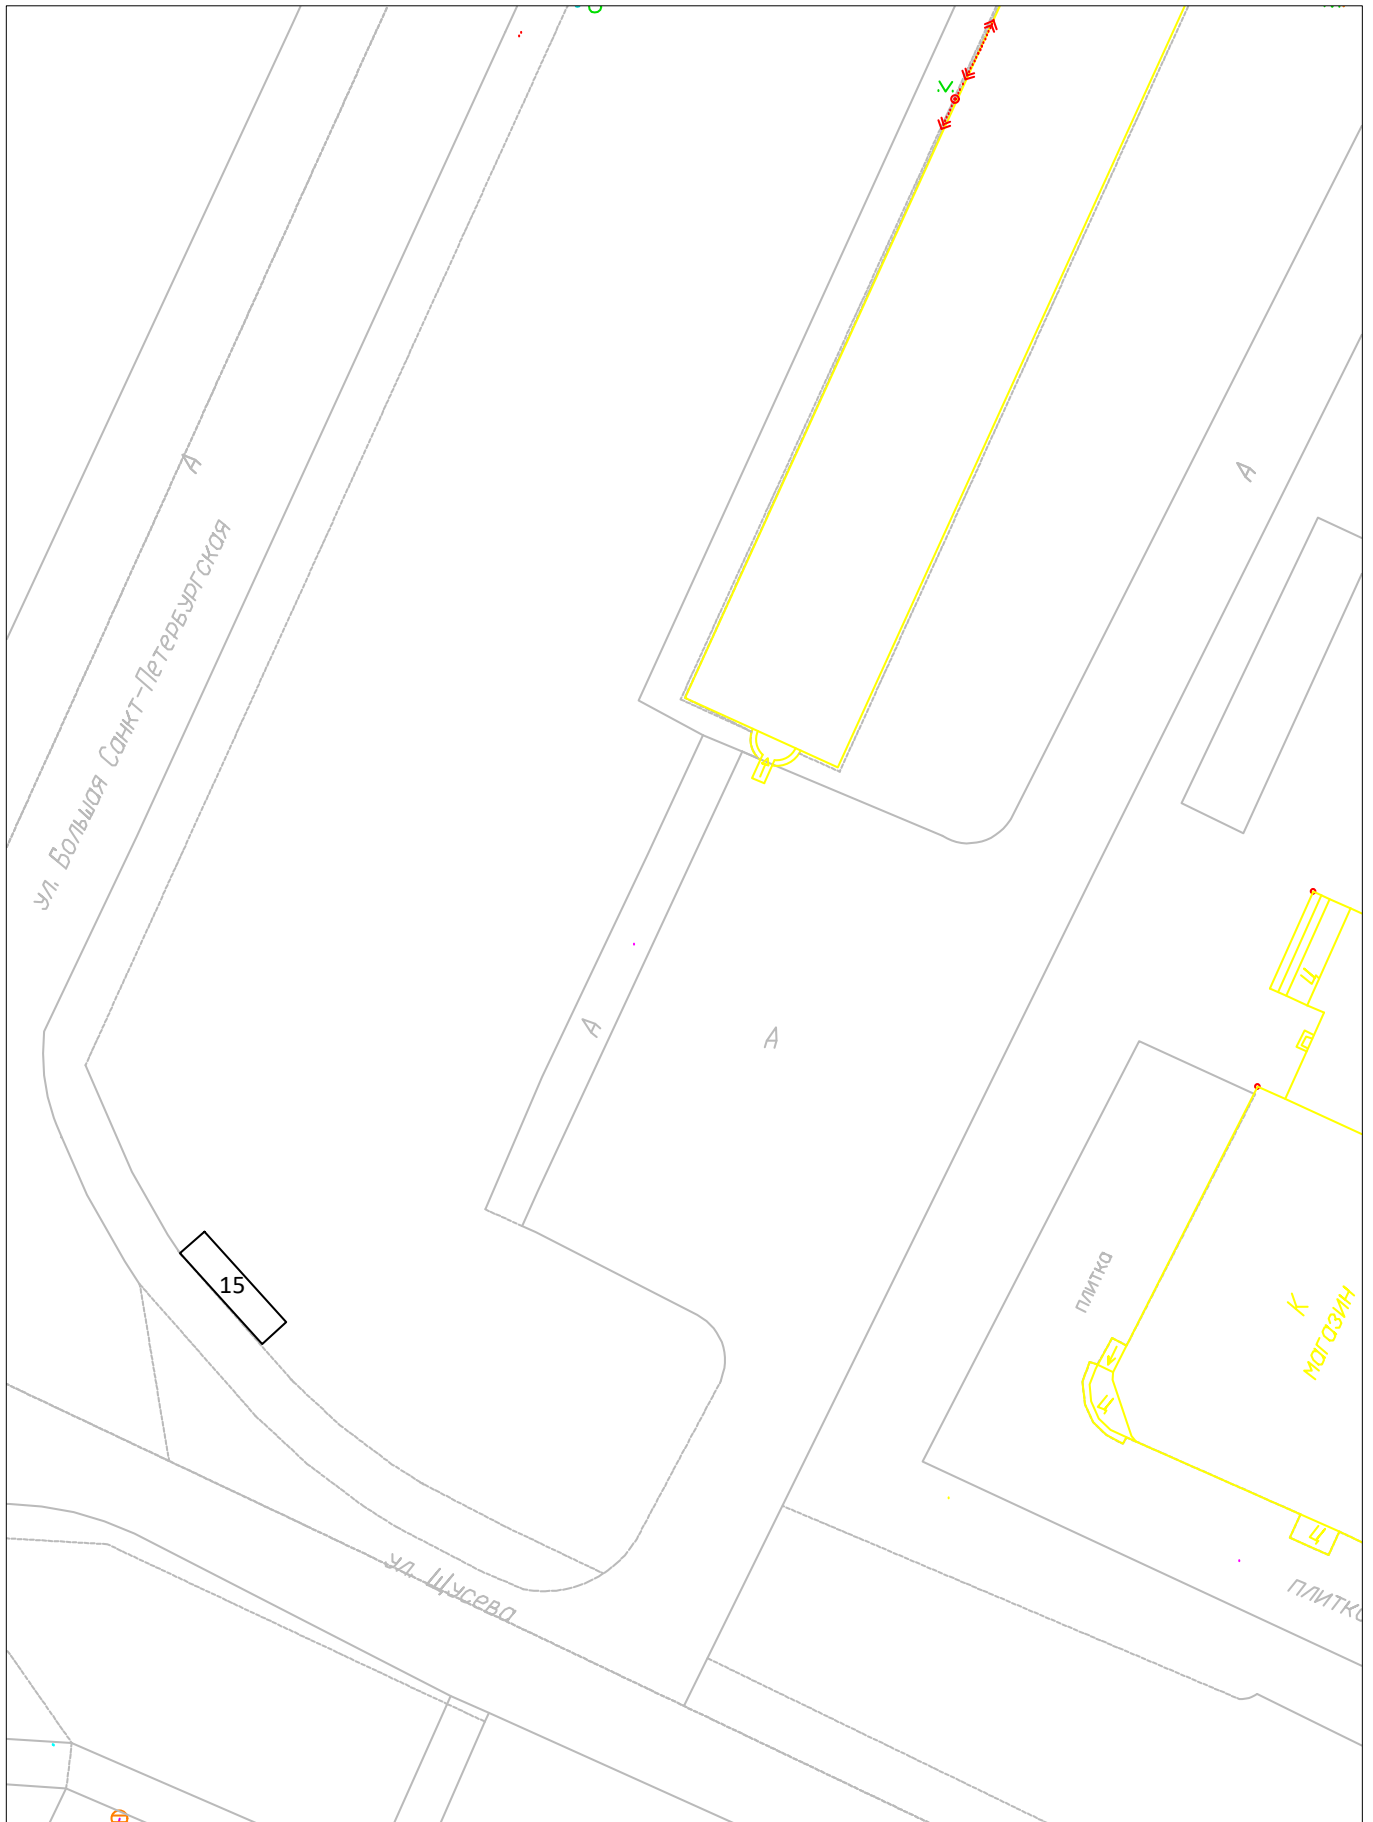 А
А
ул. Большая Санкт-Петербургская
Ц
А
А
плитка
15
К
магазин
Ц
Ц
ул. Щусева
плитка